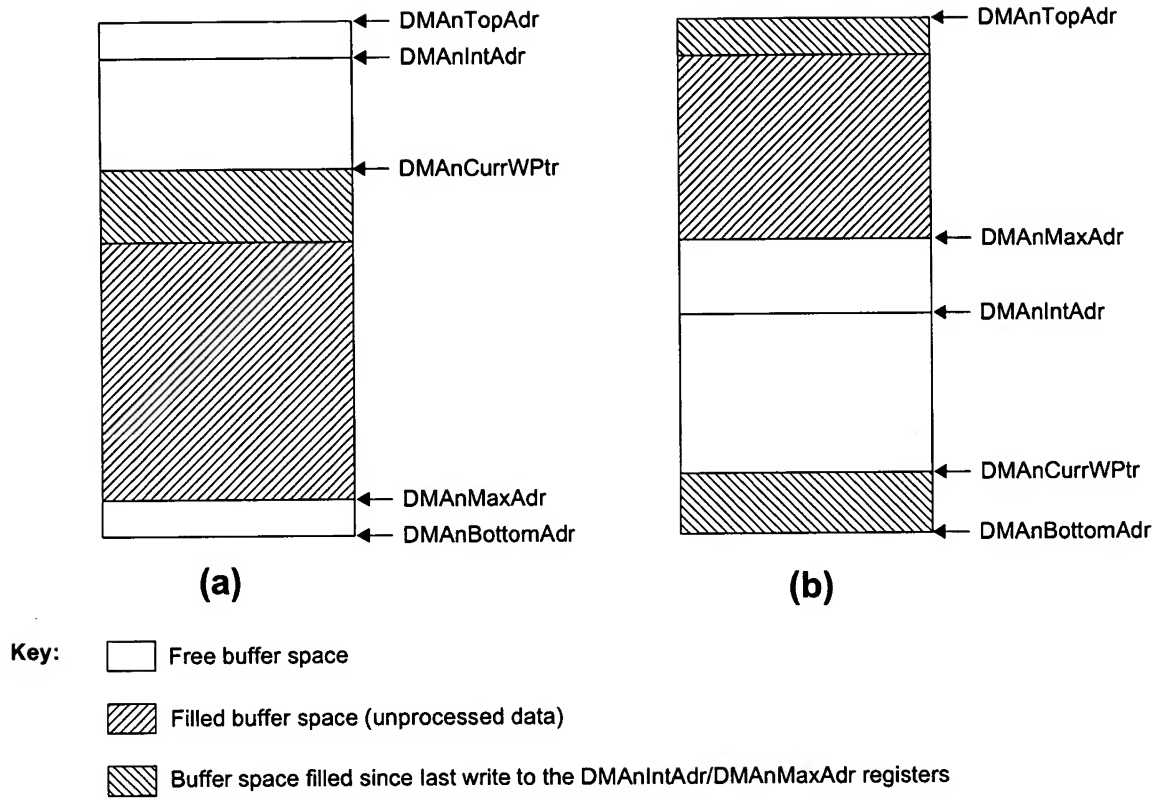 DMAnTopAdr
DMAnIntAdr
DMAnCurrWPtr
DMAnMaxAdr
DMAnBottomAdr
(a)
DMAnTopAdr
DMAnMaxAdr
DMAnIntAdr
DMAnCurrWPtr
DMAnBottomAdr
(b)
Key:
Free buffer space
Filled buffer space (unprocessed data)
Buffer space filled since last write to the DMAnIntAdr/DMAnMaxAdr registers